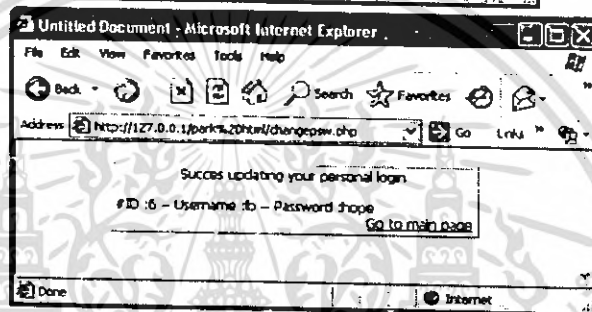 Untitled Document - Microsoft Internet Explorer
File Edit View Favorites Tools Help
Back Search Favorites
Address http://127.0.0.1/park%20html/changepsw.php Go Links »
Succes updating your personal login
#ID :6 -- Username :b -- Password :hope
Go to main page
Done Internet